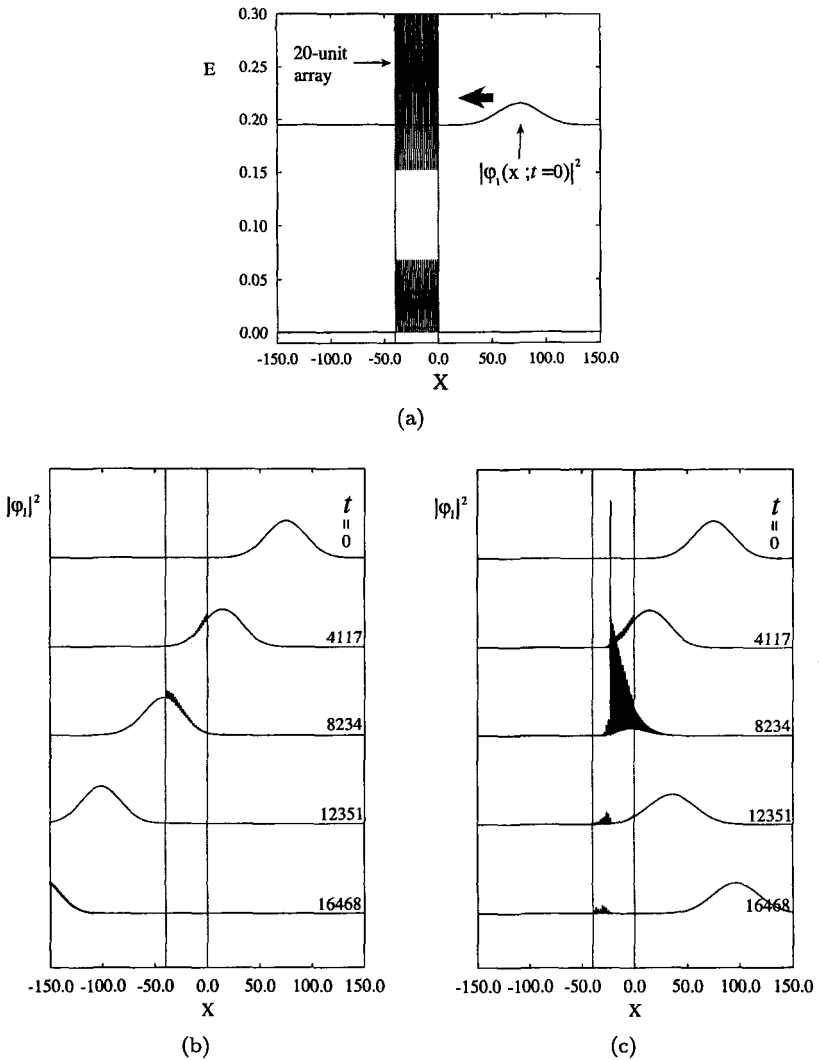 0.30
20-unit
array
E
0.25
0.20
|φ₁(x ;t =0)|²
0.15
0.10
0.05
0.00
-150.0 -100.0 -50.0 0.0 50.0 100.0 150.0
X
(a)
|φ₁|²
t = 0
4117
8234
12351
16468
-150.0 -100.0 -50.0 0.0 50.0 100.0 150.0
X
(b)
|φ₁|²
t = 0
4117
8234
12351
16468
-150.0 -100.0 -50.0 0.0 50.0 100.0 150.0
X
(c)